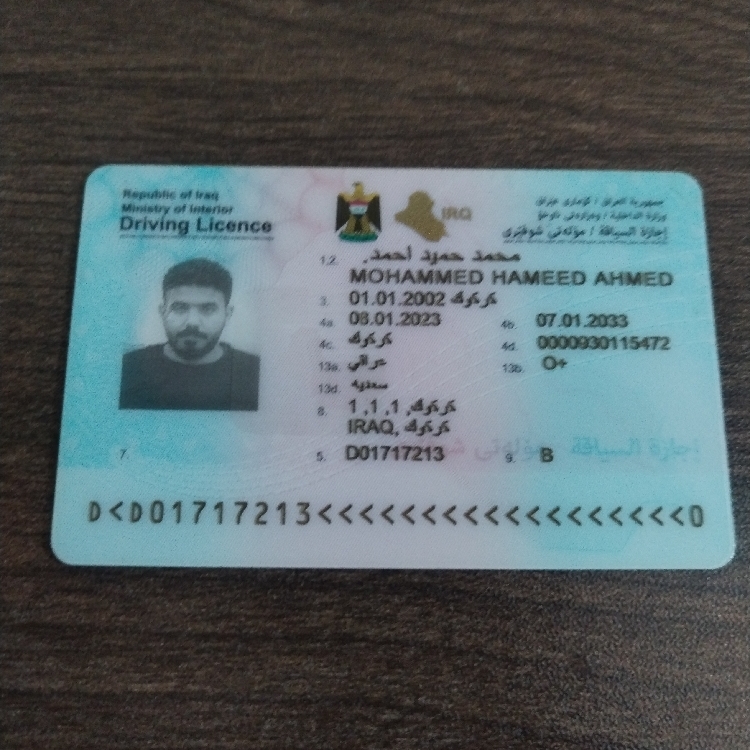 Republic of Iraq
Ministry of Interior
Driving Licence
IRQ
جمهورية العراق / كۆماری عێراق
وزارة الداخلية / وەزارەتی ناوخۆ
إجازة السياقة / مۆڵەتی شوفێری
1,2. محمد حميد احمد.
MOHAMMED HAMEED AHMED
3. 01.01.2002 كركوك
4a. 08.01.2023 4b. 07.01.2033
4c. كركوك 4d. 0000930115472
13a. عراقي 13b. O+
13d. سعديه
8. كركوك, 1, 1, 1
IRAQ, كركوك
7. 5. D01717213 9. B
إجازة السياقة مۆڵەتی
D<D01717213<<<<<<<<<<<<<<<<<<<0